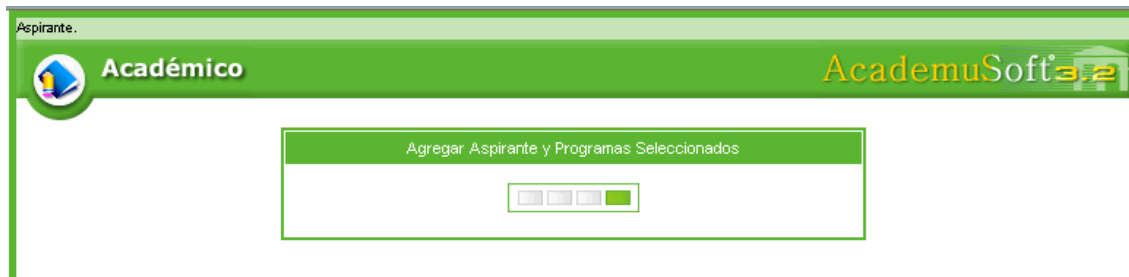 Aspirante.
Académico
AcademuSoft 3.2
Agregar Aspirante y Programas Seleccionados